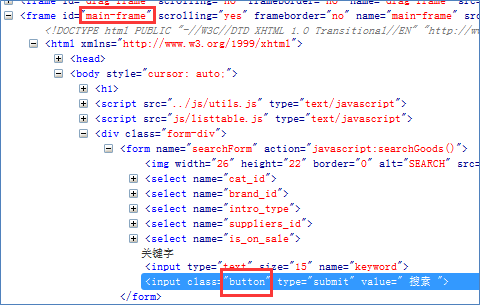 <frame id="drag-frame" scrolling="no" frameborder="no" name="drag-frame" src
<frame id="main-frame" scrolling="yes" frameborder="no" name="main-frame" src
<!DOCTYPE html PUBLIC "-//W3C//DTD XHTML 1.0 Transitional//EN" "http://ww
<html xmlns="http://www.w3.org/1999/xhtml">
<head>
<body style="cursor: auto;">
<h1>
<script src="../js/utils.js" type="text/javascript">
<script src="js/listtable.js" type="text/javascript">
<div class="form-div">
<form name="searchForm" action="javascript:searchGoods()">
<img width="26" height="22" border="0" alt="SEARCH" src=
<select name="cat_id">
<select name="brand_id">
<select name="intro_type">
<select name="suppliers_id">
<select name="is_on_sale">
关键字
<input type="text" size="15" name="keyword">
<input class="button" type="submit" value=" 搜索 ">
</form>